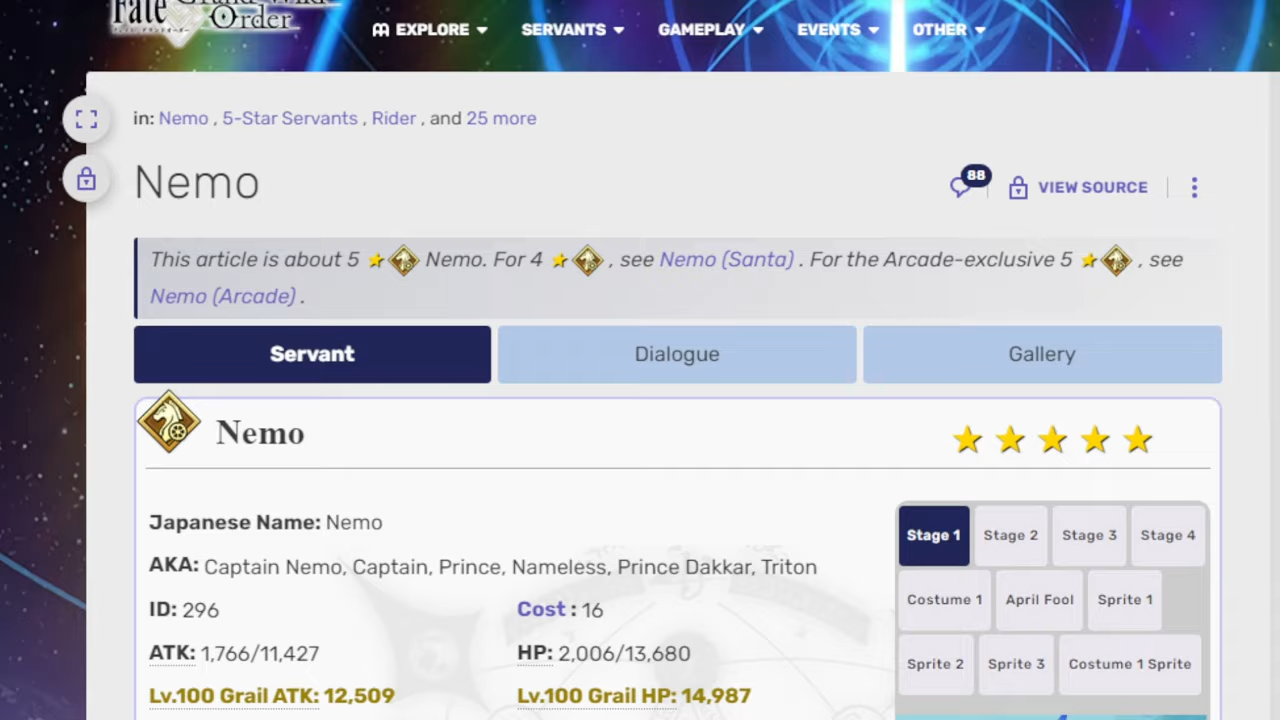 Fate Grand Order
EXPLORE SERVANTS GAMEPLAY EVENTS OTHER
in: Nemo , 5-Star Servants , Rider , and 25 more
Nemo
88
VIEW SOURCE
This article is about 5 Nemo. For 4 , see Nemo (Santa) . For the Arcade-exclusive 5 , see
Nemo (Arcade) .
Servant Dialogue Gallery
Nemo
Japanese Name: Nemo
AKA: Captain Nemo, Captain, Prince, Nameless, Prince Dakkar, Triton
ID: 296 Cost : 16
ATK: 1,766/11,427 HP: 2,006/13,680
Lv.100 Grail ATK: 12,509 Lv.100 Grail HP: 14,987
Stage 1 Stage 2 Stage 3 Stage 4
Costume 1 April Fool Sprite 1
Sprite 2 Sprite 3 Costume 1 Sprite